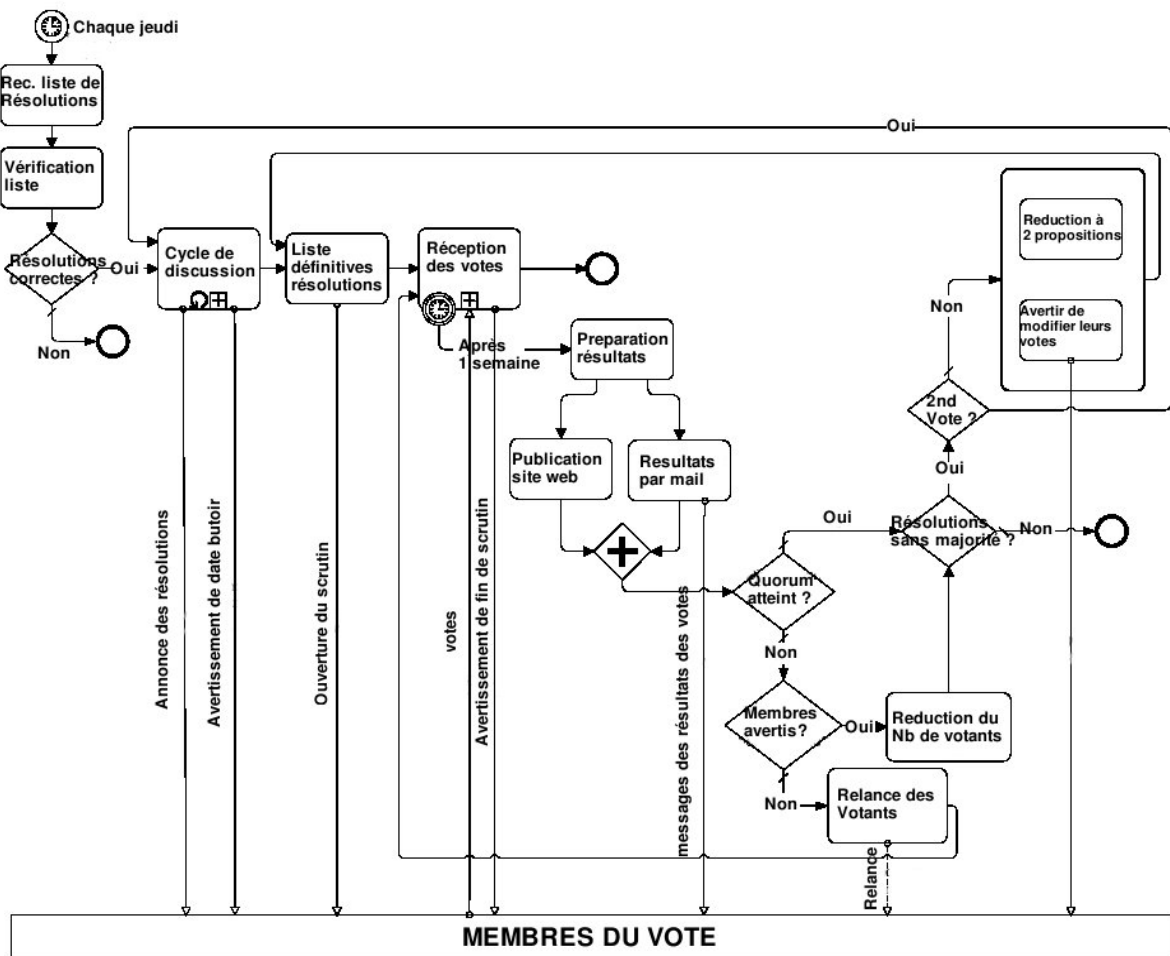 Chaque jeudi
Rec. liste de
Résolutions
Vérification
liste
Résolutions
correctes ?
Oui
Non
Oui
Cycle de
discussion
Liste
définitives
résolutions
Réception
des votes
Après
1 semaine
Preparation
résultats
Publication
site web
Resultats
par mail
Quorum
atteint ?
Oui
Non
Membres
avertis?
Oui
Non
Reduction du
Nb de votants
Relance des
Votants
Résolutions
sans majorité ?
Non
Oui
2nd
Vote ?
Non
Reduction à
2 propositions
Avertir de
modifier leurs
votes
Annonce des résolutions
Avertissement de date butoir
Ouverture du scrutin
votes
Avertissement de fin de scrutin
messages des résultats des votes
Relance
MEMBRES DU VOTE